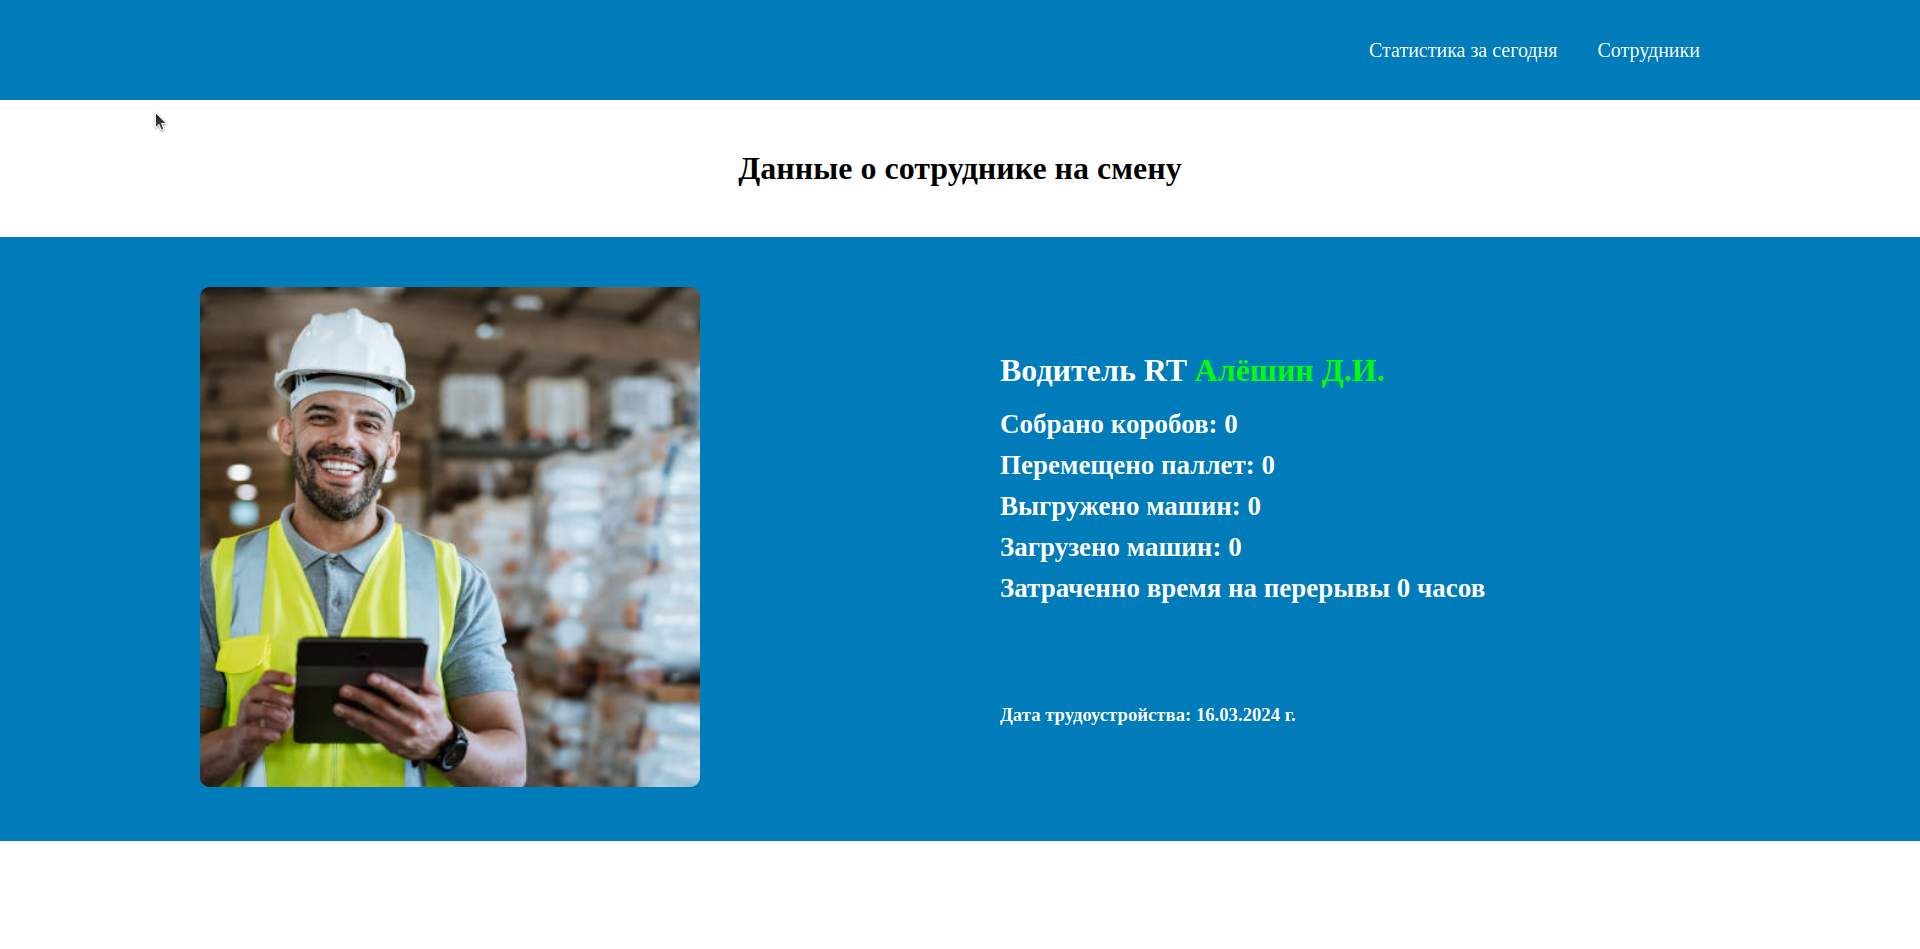 Статистика за сегодня Сотрудники
Данные о сотруднике на смену
Водитель RT Алёшин Д.И.
Собрано коробов: 0
Перемещено паллет: 0
Выгружено машин: 0
Загрузено машин: 0
Затраченно время на перерывы 0 часов
Дата трудоустройства: 16.03.2024 г.